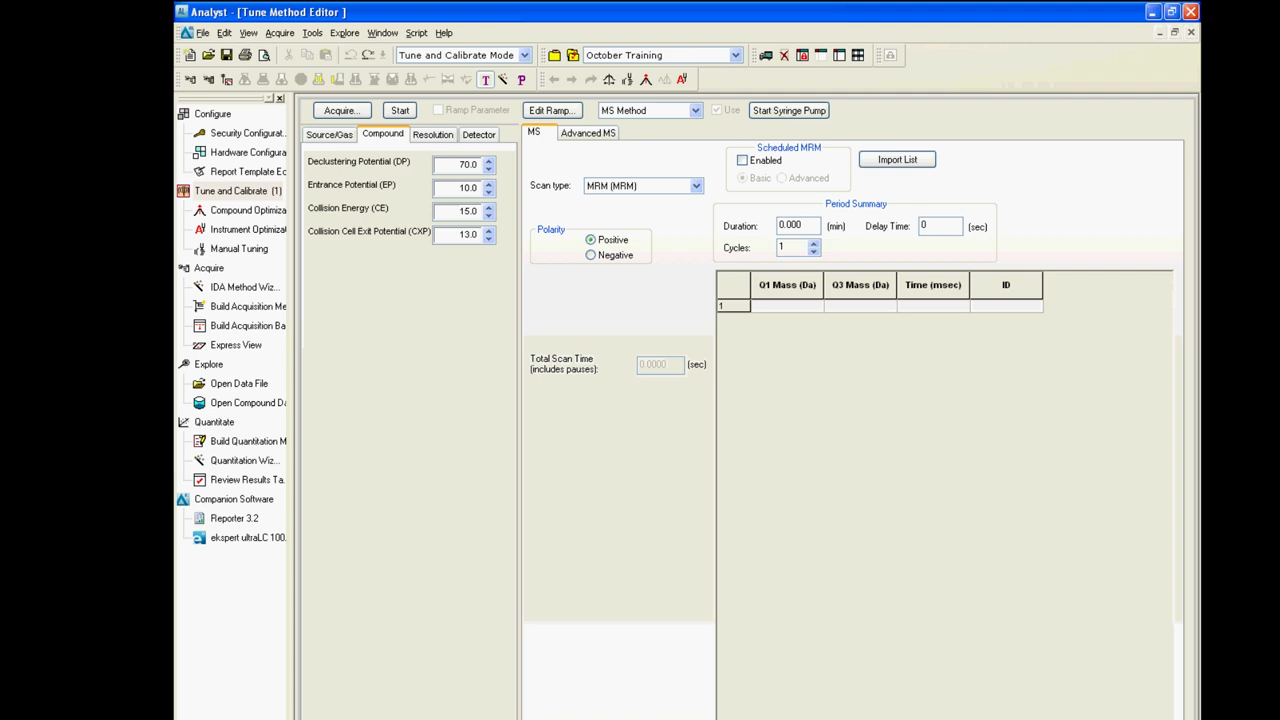 Analyst - [Tune Method Editor ]
File Edit View Acquire Tools Explore Window Script Help
Tune and Calibrate Mode October Training
Configure
Security Configurat...
Hardware Configura
Report Template Ec
Tune and Calibrate (1)
Compound Optimiza
Instrument Optimizat
Manual Tuning
Acquire
IDA Method Wiz...
Build Acquisition Me
Build Acquisition Ba
Express View
Explore
Open Data File
Open Compound Da
Quantitate
Build Quantitation M
Quantitation Wiz...
Review Results Ta.
Companion Software
Reporter 3.2
ekspert ultraLC 100.
Acquire... Start Ramp Parameter Edit Ramp... MS Method Use Start Syringe Pump
Source/Gas Compound Resolution Detector
Declustering Potential (DP) 70.0
Entrance Potential (EP) 10.0
Collision Energy (CE) 15.0
Collision Cell Exit Potential (CXP) 13.0
MS Advanced MS
Scan type: MRM (MRM)
Scheduled MRM
Enabled
Basic Advanced
Import List
Polarity
Positive
Negative
Period Summary
Duration: 0.000 (min) Delay Time: 0 (sec)
Cycles: 1
Q1 Mass (Da) Q3 Mass (Da) Time (msec) ID
1
Total Scan Time
(includes pauses): 0.0000 (sec)